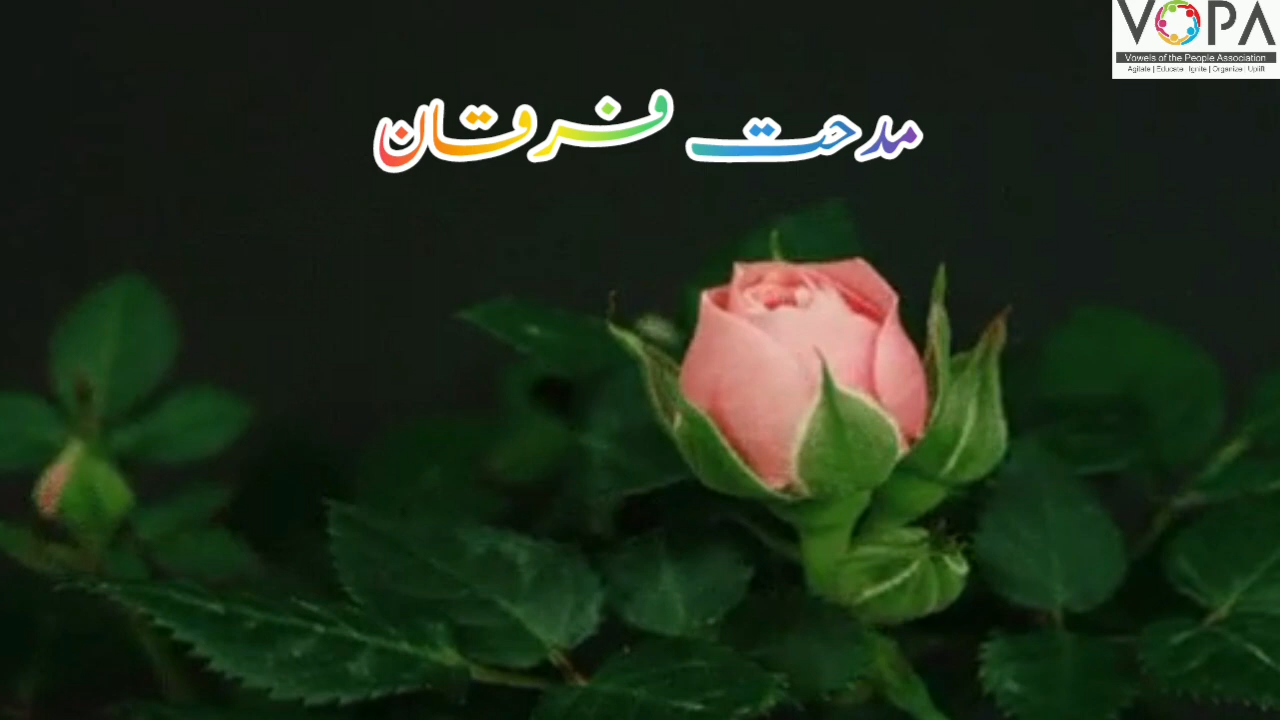 VOPA
Vowels of the People Association
Agitate | Educate | Ignite | Organize | Uplift
مدحت فرقان